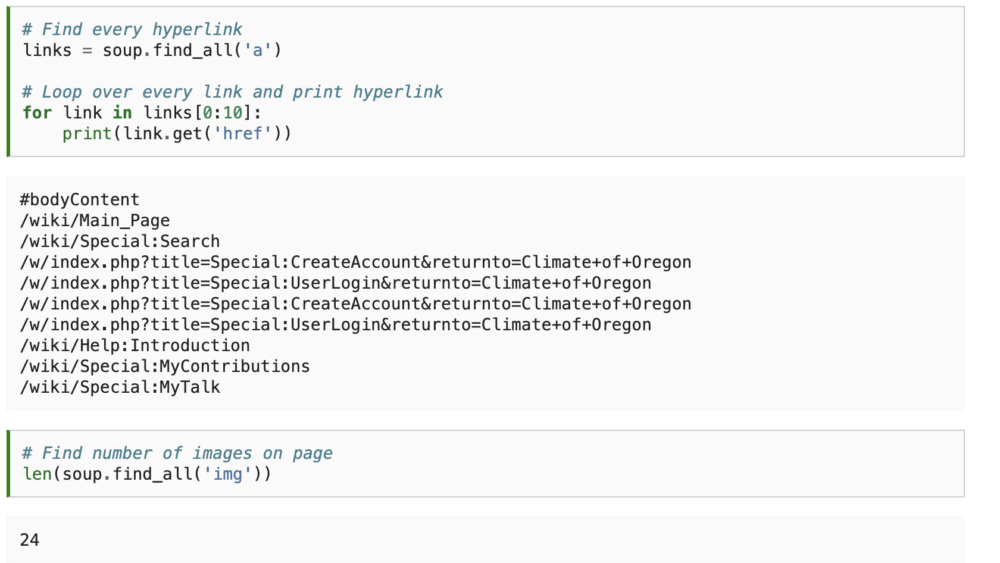 # Find every hyperlink
links = soup.find_all('a')
# Loop over every link and print hyperlink
for link in links[0:10]:
    print(link.get('href'))
#bodyContent
/wiki/Main_Page
/wiki/Special:Search
/w/index.php?title=Special:CreateAccount&returnto=Climate+of+Oregon
/w/index.php?title=Special:UserLogin&returnto=Climate+of+Oregon
/w/index.php?title=Special:CreateAccount&returnto=Climate+of+Oregon
/w/index.php?title=Special:UserLogin&returnto=Climate+of+Oregon
/wiki/Help:Introduction
/wiki/Special:MyContributions
/wiki/Special:MyTalk
# Find number of images on page
len(soup.find_all('img'))
24